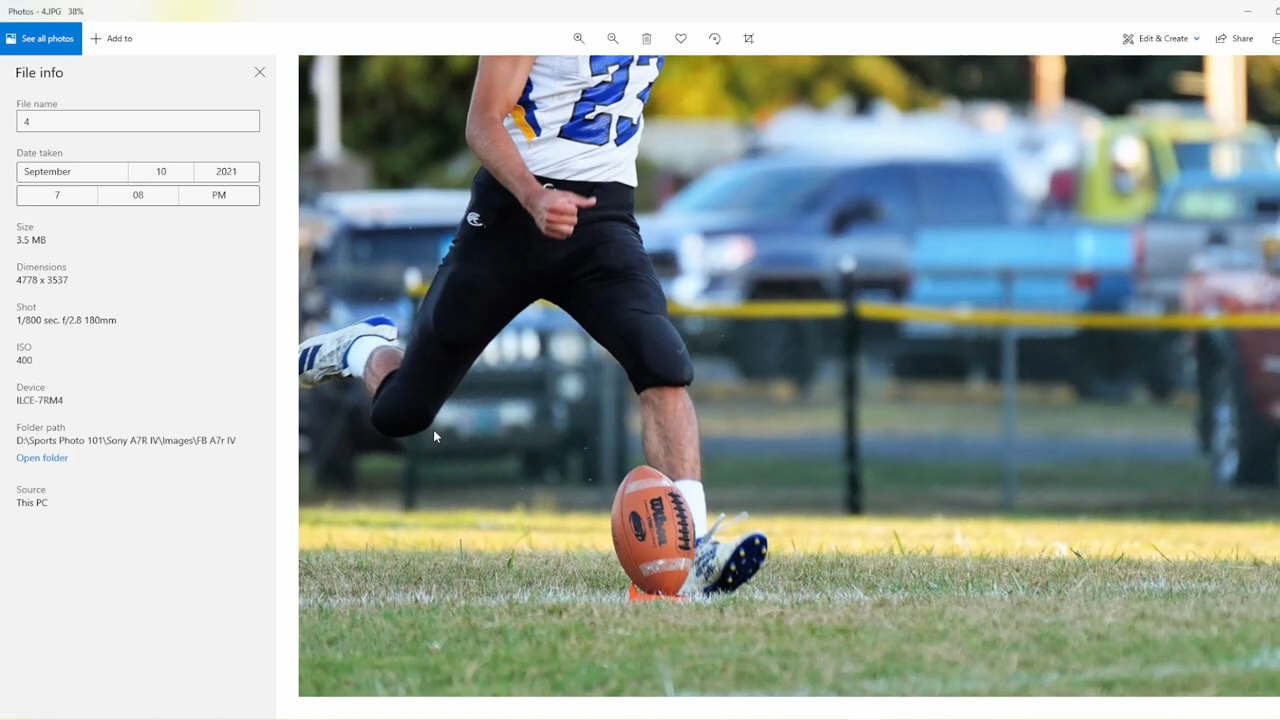 Photos - 4.JPG 38%
See all photos
Add to
Edit & Create
Share
File info
File name
4
Date taken
September 10 2021
7 08 PM
Size
3.5 MB
Dimensions
4778 x 3537
Shot
1/800 sec. f/2.8 180mm
ISO
400
Device
ILCE-7RM4
Folder path
D:\Sports Photo 101\Sony A7R IV\Images\FB A7r IV
Open folder
Source
This PC
23
Wilson